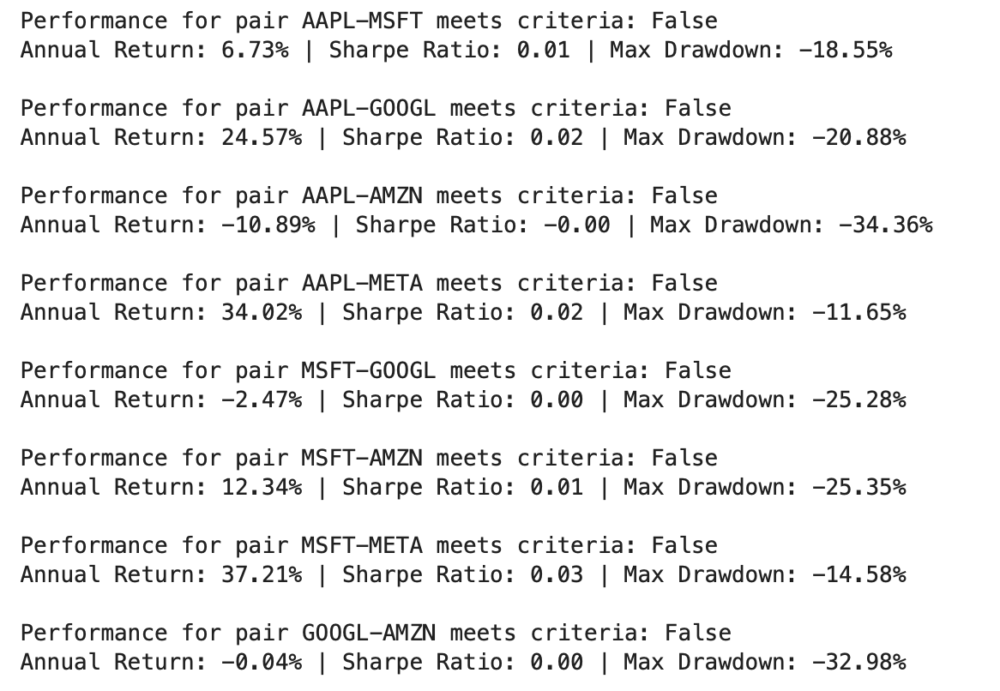 Performance for pair AAPL-MSFT meets criteria: False
Annual Return: 6.73% | Sharpe Ratio: 0.01 | Max Drawdown: -18.55%
Performance for pair AAPL-GOOGL meets criteria: False
Annual Return: 24.57% | Sharpe Ratio: 0.02 | Max Drawdown: -20.88%
Performance for pair AAPL-AMZN meets criteria: False
Annual Return: -10.89% | Sharpe Ratio: -0.00 | Max Drawdown: -34.36%
Performance for pair AAPL-META meets criteria: False
Annual Return: 34.02% | Sharpe Ratio: 0.02 | Max Drawdown: -11.65%
Performance for pair MSFT-GOOGL meets criteria: False
Annual Return: -2.47% | Sharpe Ratio: 0.00 | Max Drawdown: -25.28%
Performance for pair MSFT-AMZN meets criteria: False
Annual Return: 12.34% | Sharpe Ratio: 0.01 | Max Drawdown: -25.35%
Performance for pair MSFT-META meets criteria: False
Annual Return: 37.21% | Sharpe Ratio: 0.03 | Max Drawdown: -14.58%
Performance for pair GOOGL-AMZN meets criteria: False
Annual Return: -0.04% | Sharpe Ratio: 0.00 | Max Drawdown: -32.98%